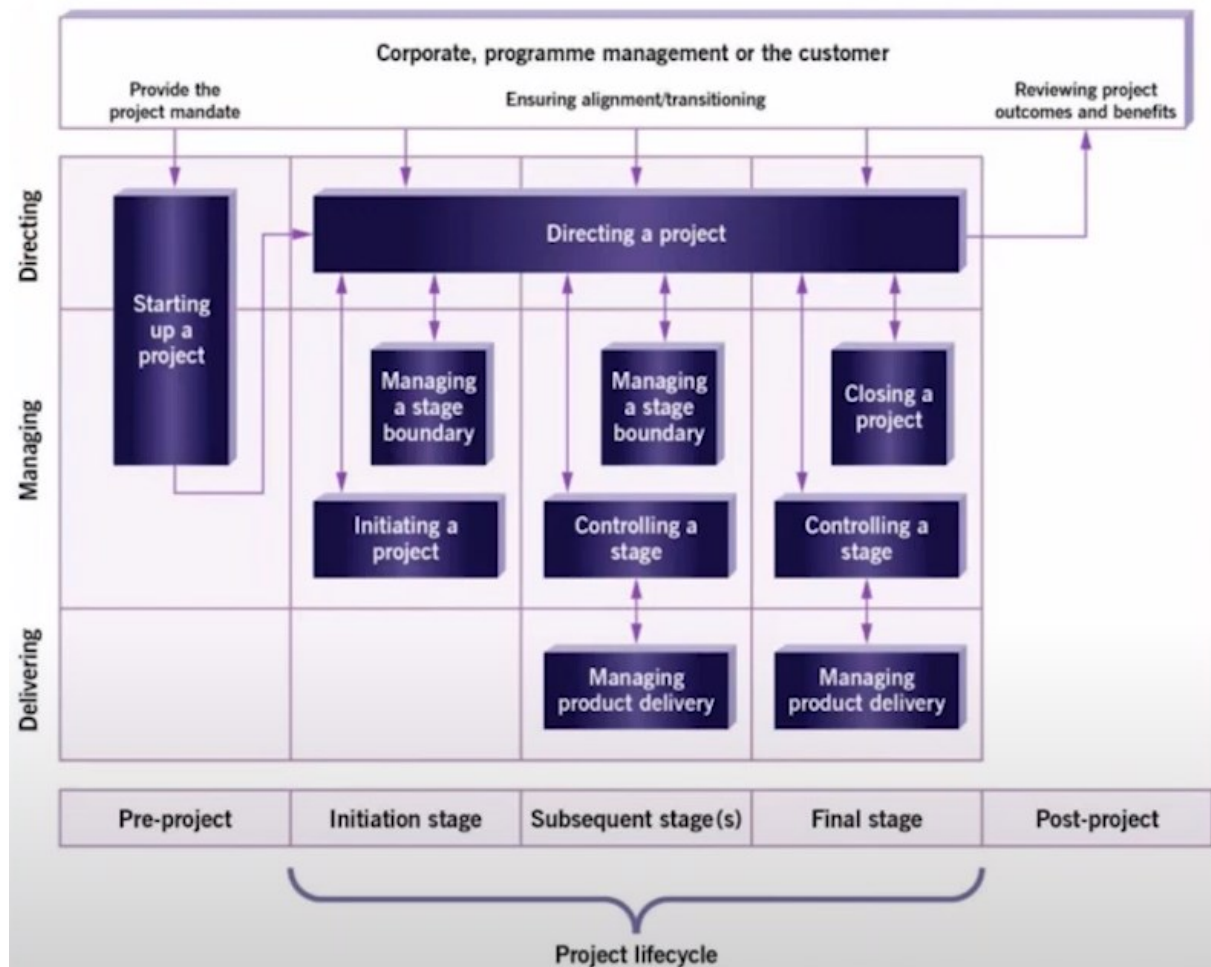 Corporate, programme management or the customer
Provide the
project mandate
Ensuring alignment/transitioning
Reviewing project
outcomes and benefits
Directing
Managing
Delivering
Starting
up a
project
Directing a project
Managing
a stage
boundary
Managing
a stage
boundary
Closing a
project
Initiating a
project
Controlling a
stage
Controlling a
stage
Managing
product delivery
Managing
product delivery
Pre-project
Initiation stage
Subsequent stage(s)
Final stage
Post-project
Project lifecycle